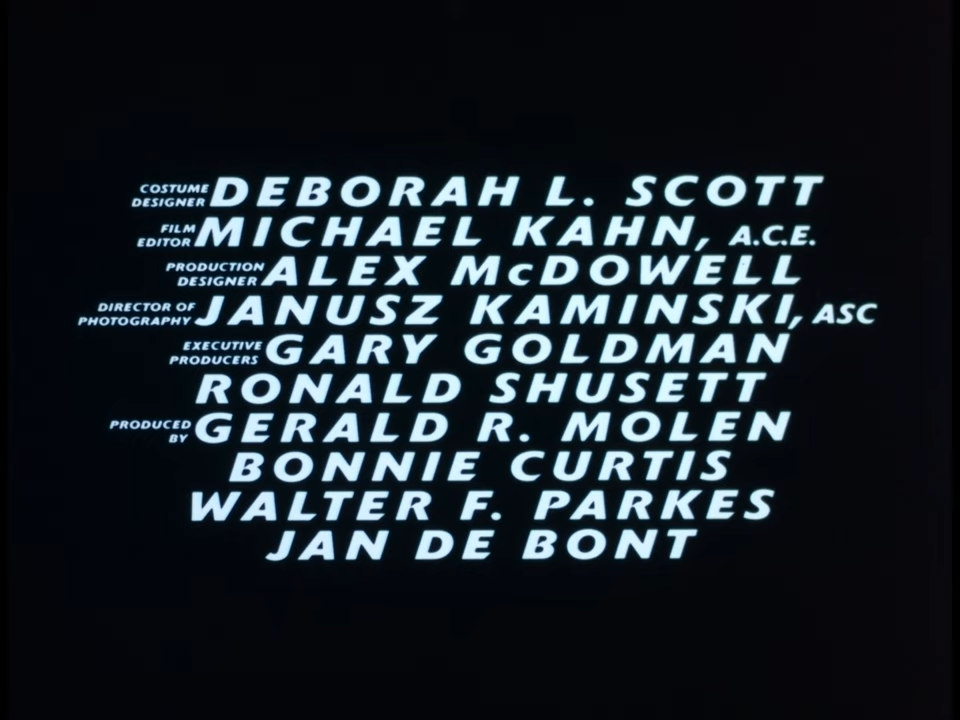 COSTUME DESIGNER DEBORAH L. SCOTT
FILM EDITOR MICHAEL KAHN, A.C.E.
PRODUCTION DESIGNER ALEX McDOWELL
DIRECTOR OF PHOTOGRAPHY JANUSZ KAMINSKI, ASC
EXECUTIVE PRODUCERS GARY GOLDMAN
RONALD SHUSETT
PRODUCED BY GERALD R. MOLEN
BONNIE CURTIS
WALTER F. PARKES
JAN DE BONT